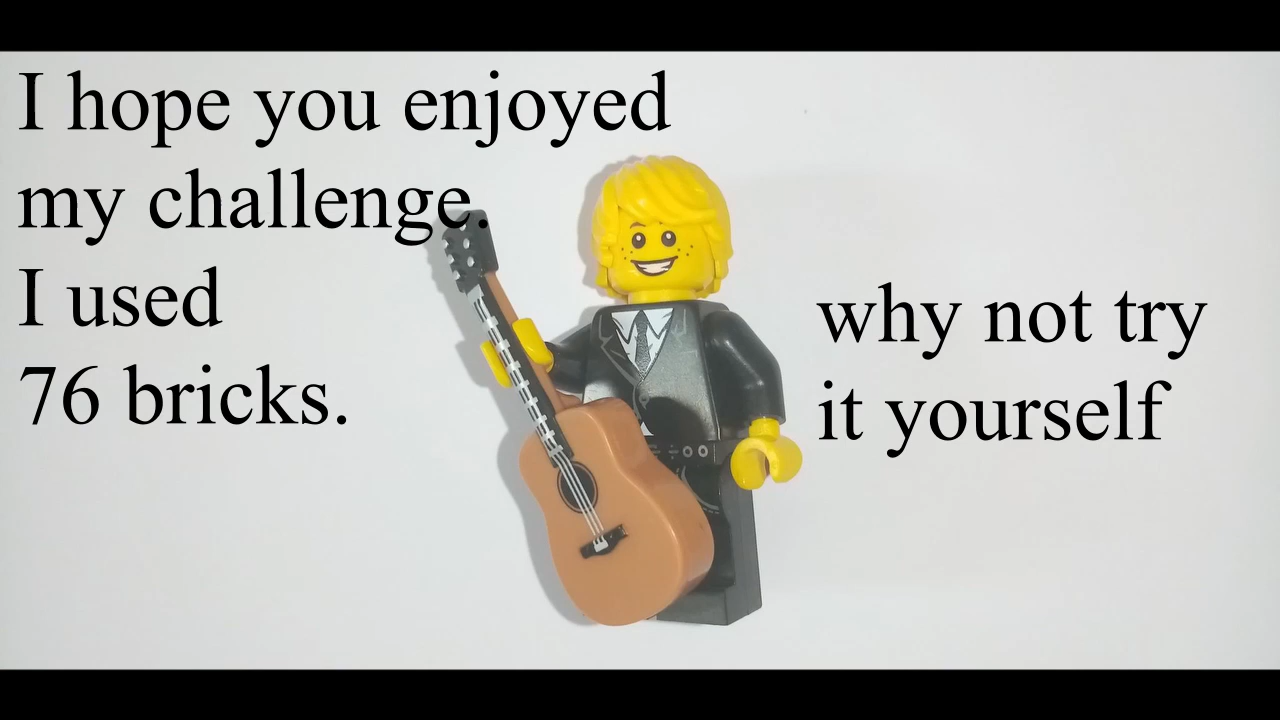 I hope you enjoyed
my challenge.
I used
76 bricks.
why not try
it yourself